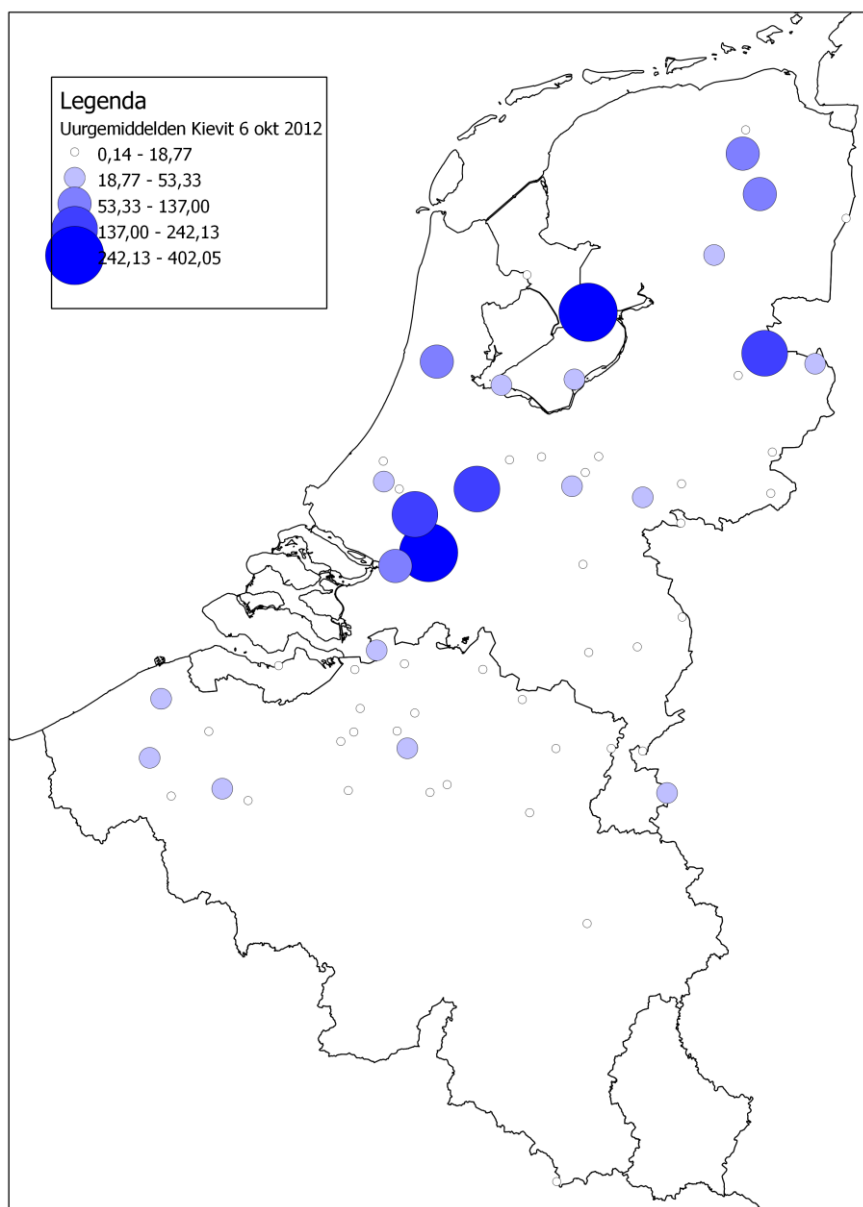 Legenda
Uurgemiddelden Kievit 6 okt 2012
0,14 - 18,77
18,77 - 53,33
53,33 - 137,00
137,00 - 242,13
242,13 - 402,05